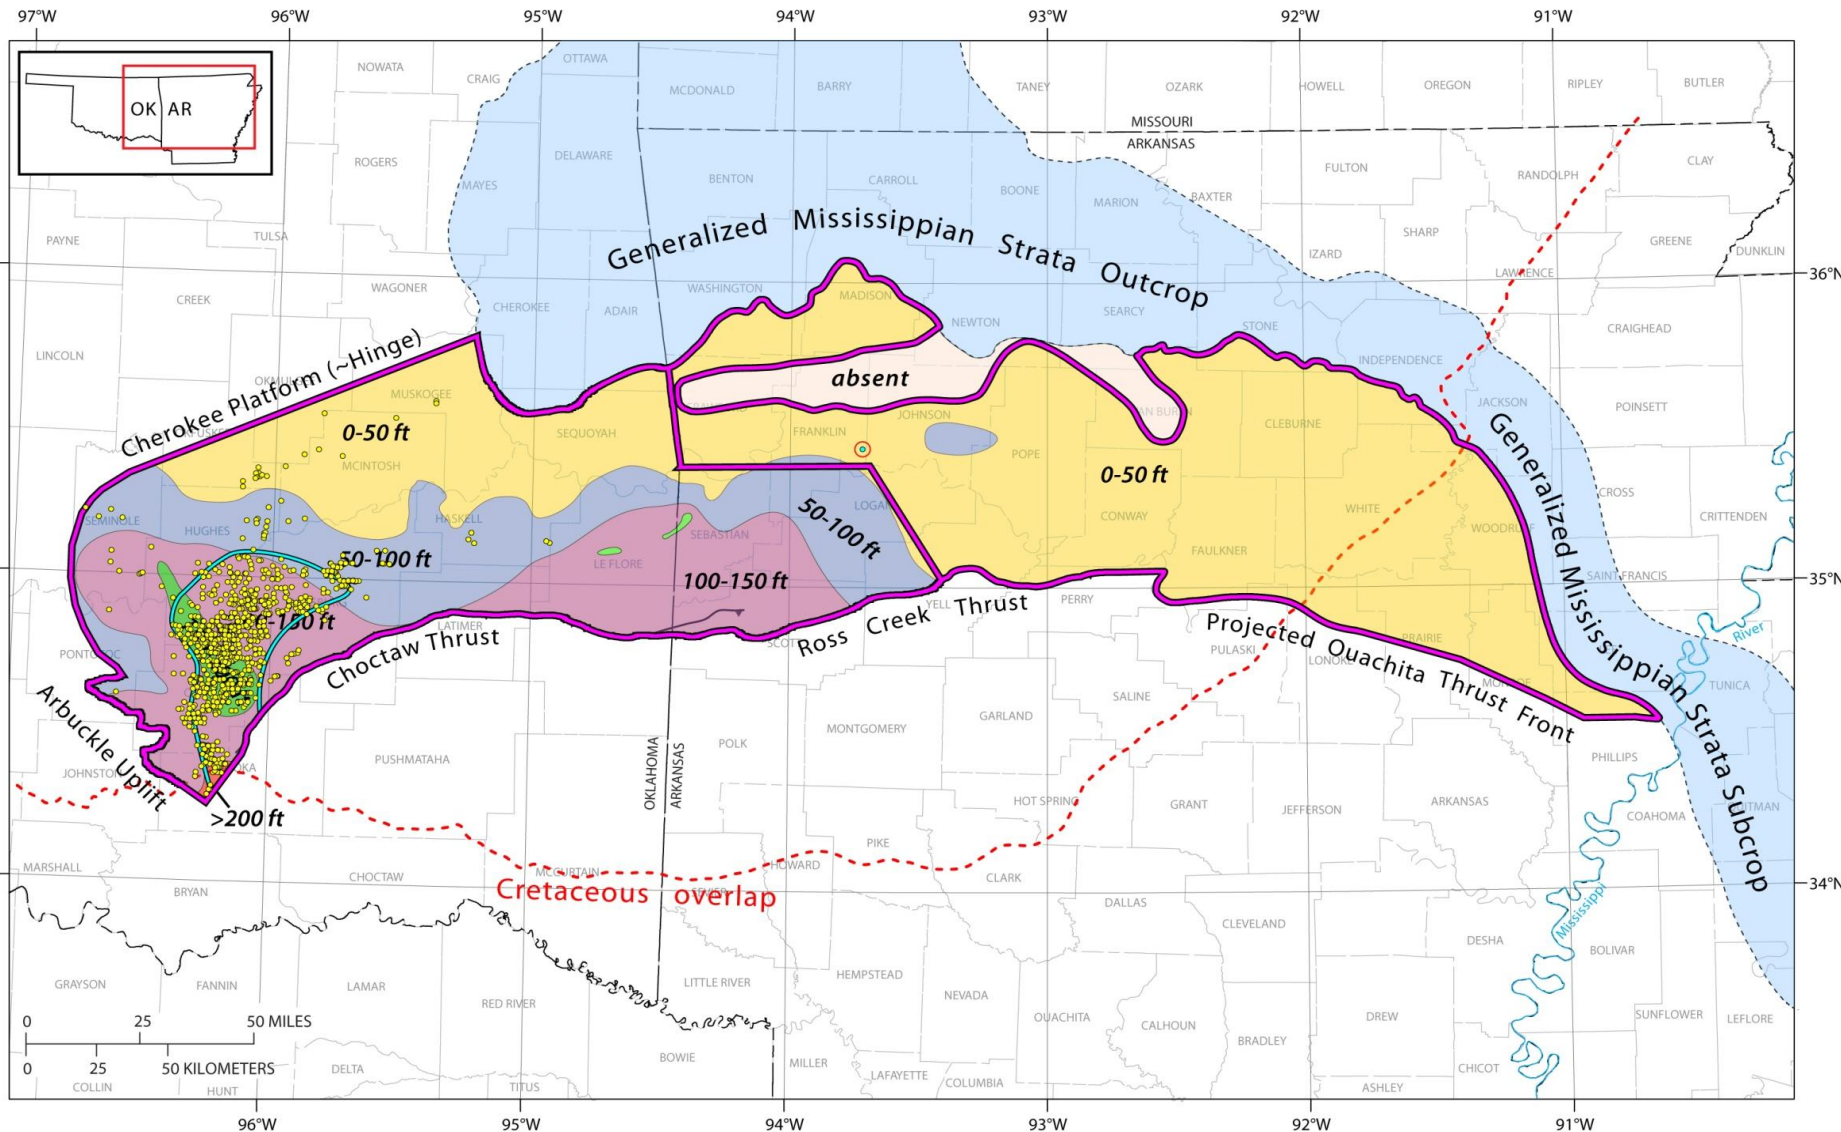 97°W 96°W 95°W 94°W 93°W 92°W 91°W
OK AR
NOWATA
CRAIG
OTTAWA
MCDONALD
BARRY
TANEY
OZARK
HOWELL
OREGON
RIPLEY
BUTLER
MISSOURI
ARKANSAS
ROGERS
MAYES
DELAWARE
BENTON
CARROLL
BOONE
MARION
BAXTER
FULTON
RANDOLPH
CLAY
PAYNE
TULSA
SHARP
IZARD
GREENE
DUNKLIN
LAWRENCE
Generalized Mississippian Strata Outcrop
36°N
CREEK
WAGONER
CHEROKEE
ADAIR
WASHINGTON
MADISON
NEWTON
SEARCY
STONE
INDEPENDENCE
CRAIGHEAD
LINCOLN
Cherokee Platform (~Hinge)
MUSKOGEE
absent
JACKSON
POINSETT
0-50 ft
SEQUOYAH
FRANKLIN
JOHNSON
CLEBURNE
MCINTOSH
POPE
0-50 ft
Generalized Mississippian Strata Subcrop
SEMINOLE
HUGHES
HASKELL
SEBASTIAN
LOGAN
50-100 ft
CONWAY
WHITE
WOODRUFF
CROSS
CRITTENDEN
50-100 ft
LE FLORE
100-150 ft
FAULKNER
SAINT FRANCIS
35°N
YELL
PERRY
LATIMER
Choctaw Thrust
Ross Creek Thrust
Projected Ouachita Thrust Front
PRAIRIE
PULASKI
LONOKE
River
PONTOTOC
Arbuckle Uplift
SALINE
TUNICA
GARLAND
MONTGOMERY
POLK
PUSHMATAHA
JOHNSTON
OKLAHOMA
ARKANSAS
PHILLIPS
HOT SPRING
GRANT
JEFFERSON
ARKANSAS
COAHOMA
>200 ft
PIKE
MARSHALL
BRYAN
CHOCTAW
MCCURTAIN
SEVIER
HOWARD
CLARK
Cretaceous overlap
34°N
DALLAS
CLEVELAND
Mississippi
DESHA
BOLIVAR
GRAYSON
FANNIN
LAMAR
RED RIVER
LITTLE RIVER
HEMPSTEAD
NEVADA
OUACHITA
CALHOUN
BRADLEY
DREW
SUNFLOWER
LEFLORE
0 25 50 MILES
0 25 50 KILOMETERS
DELTA
BOWIE
MILLER
LAFAYETTE
COLUMBIA
CHICOT
ASHLEY
COLLIN
HUNT
TITUS
96°W 95°W 94°W 93°W 92°W 91°W